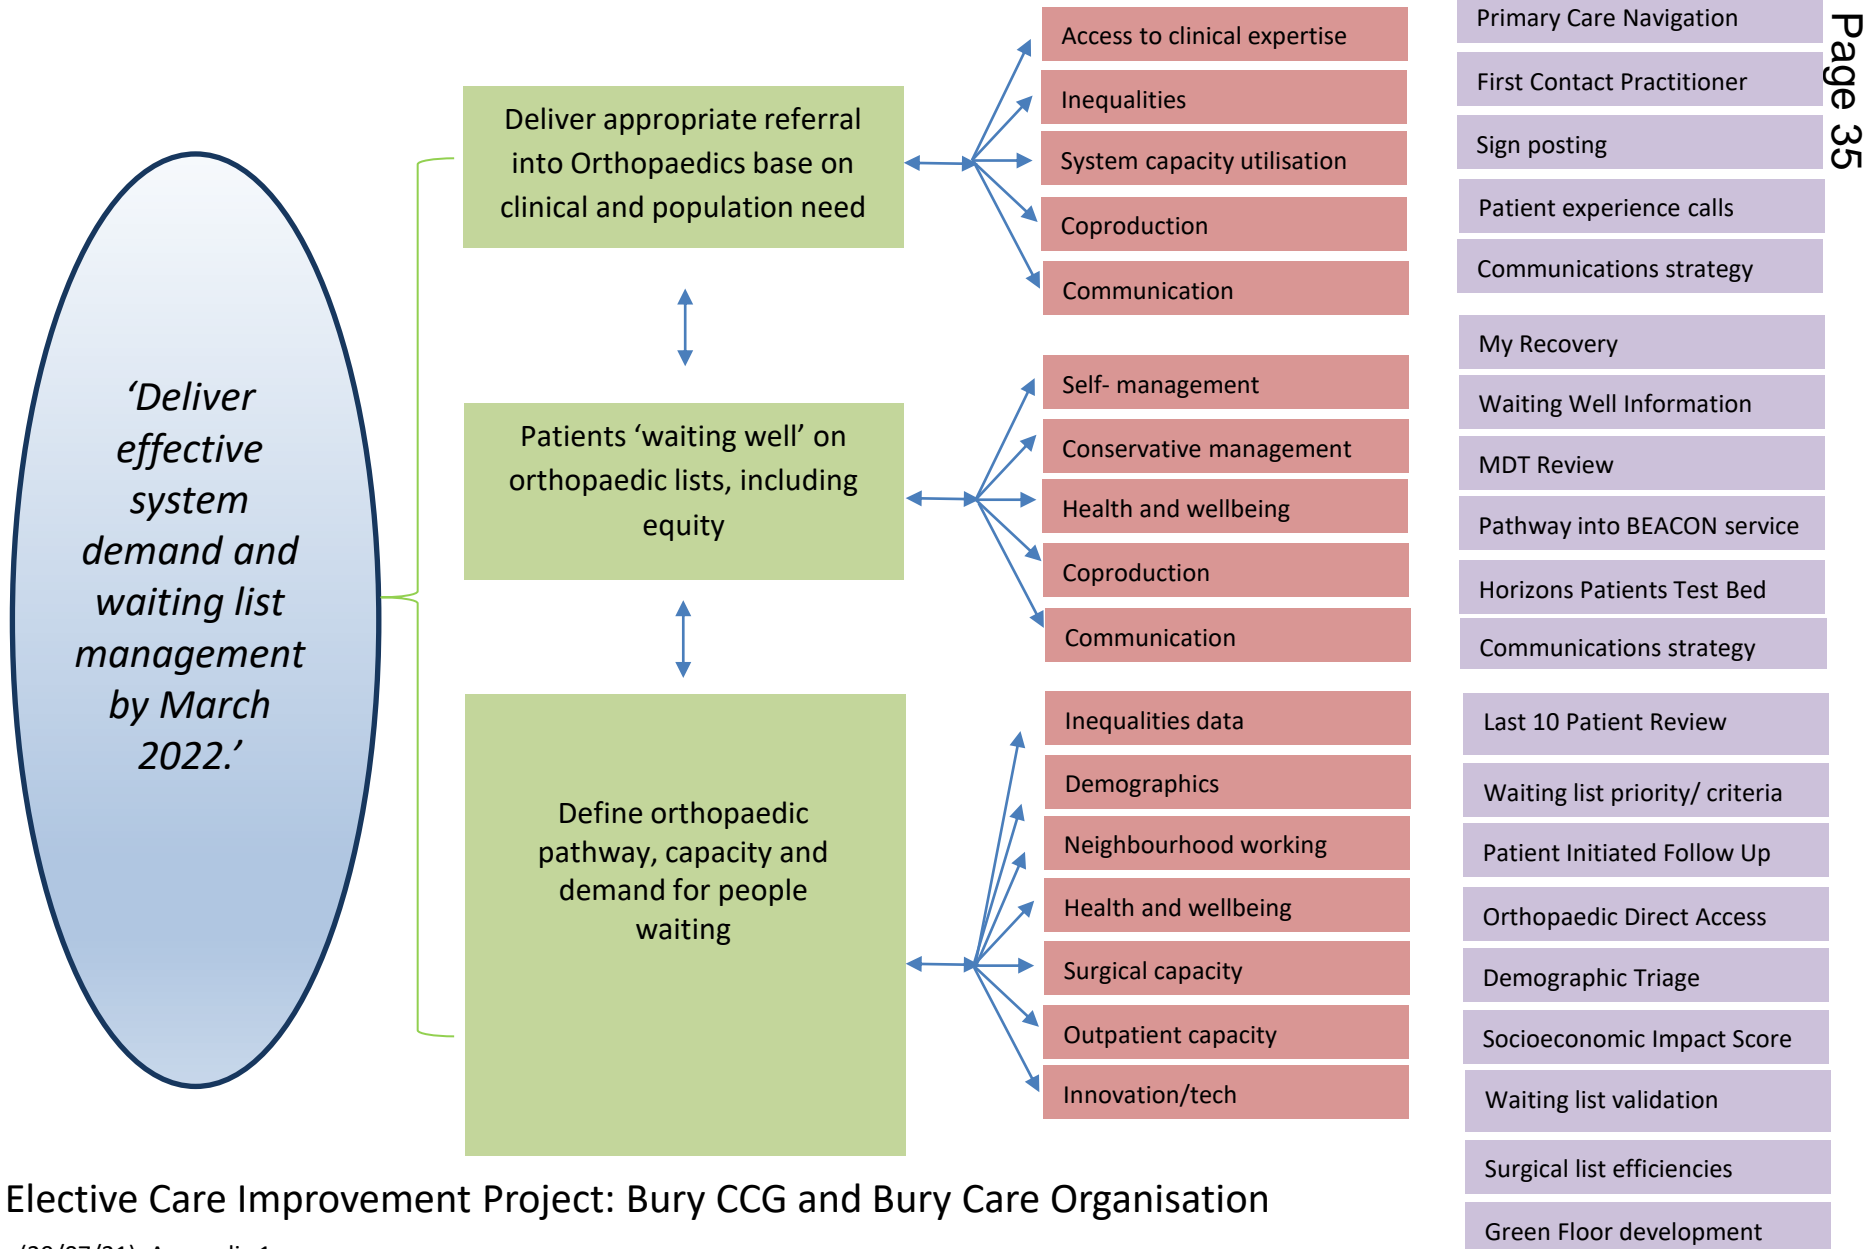 Page 35
‘Deliver
effective
system
demand and
waiting list
management
by March
2022.’
Deliver appropriate referral
into Orthopaedics base on
clinical and population need
Patients ‘waiting well’ on
orthopaedic lists, including
equity
Define orthopaedic
pathway, capacity and
demand for people
waiting
Access to clinical expertise
Inequalities
System capacity utilisation
Coproduction
Communication
Self- management
Conservative management
Health and wellbeing
Coproduction
Communication
Inequalities data
Demographics
Neighbourhood working
Health and wellbeing
Surgical capacity
Outpatient capacity
Innovation/tech
Primary Care Navigation
First Contact Practitioner
Sign posting
Patient experience calls
Communications strategy
My Recovery
Waiting Well Information
MDT Review
Pathway into BEACON service
Horizons Patients Test Bed
Communications strategy
Last 10 Patient Review
Waiting list priority/ criteria
Patient Initiated Follow Up
Orthopaedic Direct Access
Demographic Triage
Socioeconomic Impact Score
Waiting list validation
Surgical list efficiencies
Green Floor development
Elective Care Improvement Project: Bury CCG and Bury Care Organisation